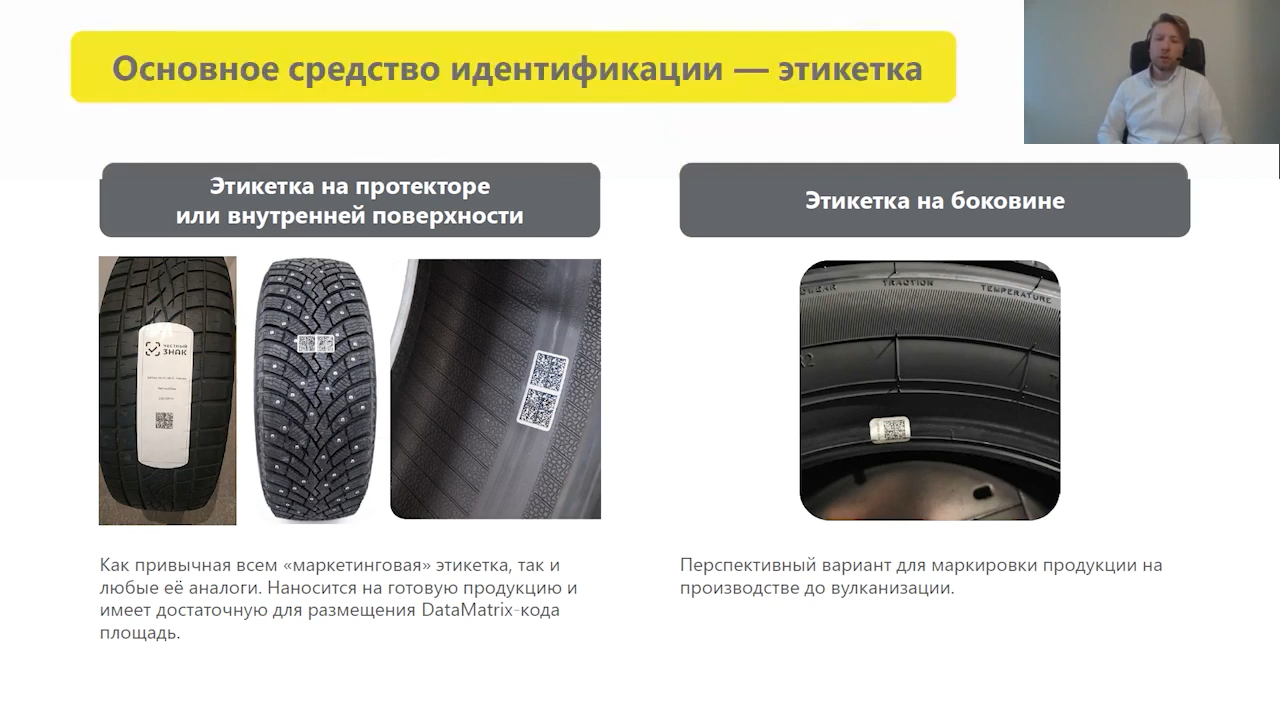 Основное средство идентификации — этикетка
Этикетка на протекторе
или внутренней поверхности
Этикетка на боковине
ЧЕСТНЫЙ
ЗНАК
TRACTION
TEMPERATURE
Как привычная всем «маркетинговая» этикетка, так и
любые её аналоги. Наносится на готовую продукцию и
имеет достаточную для размещения DataMatrix-кода
площадь.
Перспективный вариант для маркировки продукции на
производстве до вулканизации.